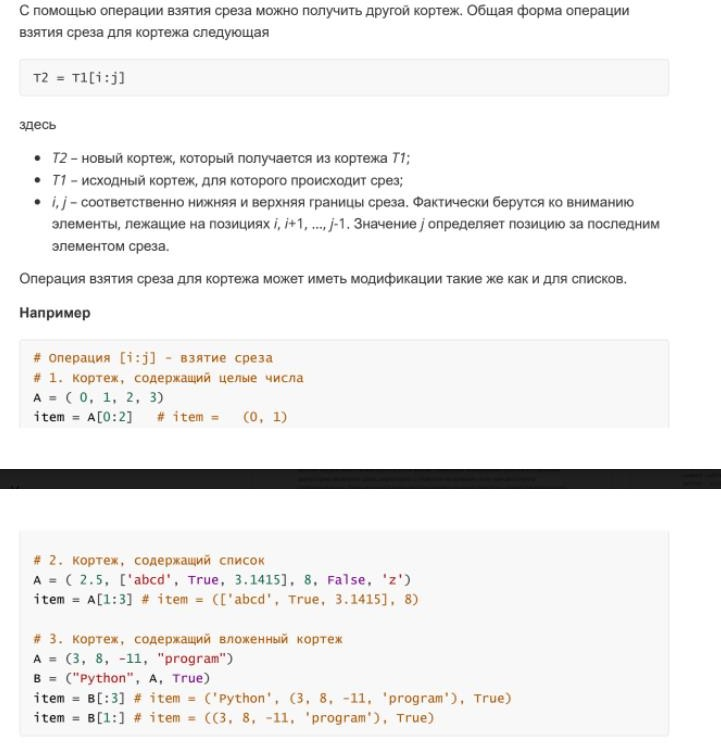 С помощью операции взятия среза можно получить другой кортеж. Общая форма операции
взятия среза для кортежа следующая
T2 = T1[i:j]
здесь
• T2 – новый кортеж, который получается из кортежа T1;
• T1 – исходный кортеж, для которого происходит срез;
• i, j – соответственно нижняя и верхняя границы среза. Фактически берутся ко вниманию
элементы, лежащие на позициях i, i+1, ..., j-1. Значение j определяет позицию за последним
элементом среза.
Операция взятия среза для кортежа может иметь модификации такие же как и для списков.
Например
# Операция [i:j] - взятие среза
# 1. Кортеж, содержащий целые числа
A = ( 0, 1, 2, 3)
item = A[0:2]   # item =   (0, 1)
# 2. Кортеж, содержащий список
A = ( 2.5, ['abcd', True, 3.1415], 8, False, 'z')
item = A[1:3] # item = (['abcd', True, 3.1415], 8)
# 3. Кортеж, содержащий вложенный кортеж
A = (3, 8, -11, "program")
B = ("Python", A, True)
item = B[:3] # item = ('Python', (3, 8, -11, 'program'), True)
item = B[1:] # item = ((3, 8, -11, 'program'), True)